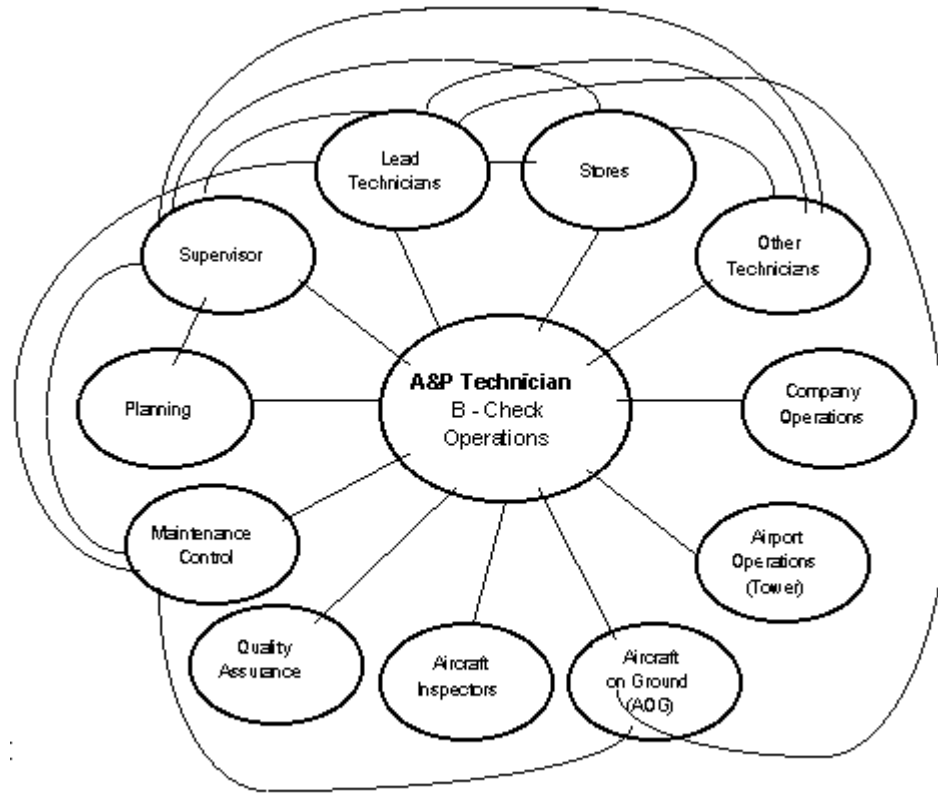 Lead
Technicians
Stores
Supervisor
Other
Technicians
A&P Technician
B - Check
Operations
Planning
Company
Operations
Maintenance
Control
Airport
Operations
(Tower)
Quality
Assurance
Aircraft
Inspectors
Aircraft
on Ground
(AOG)
: